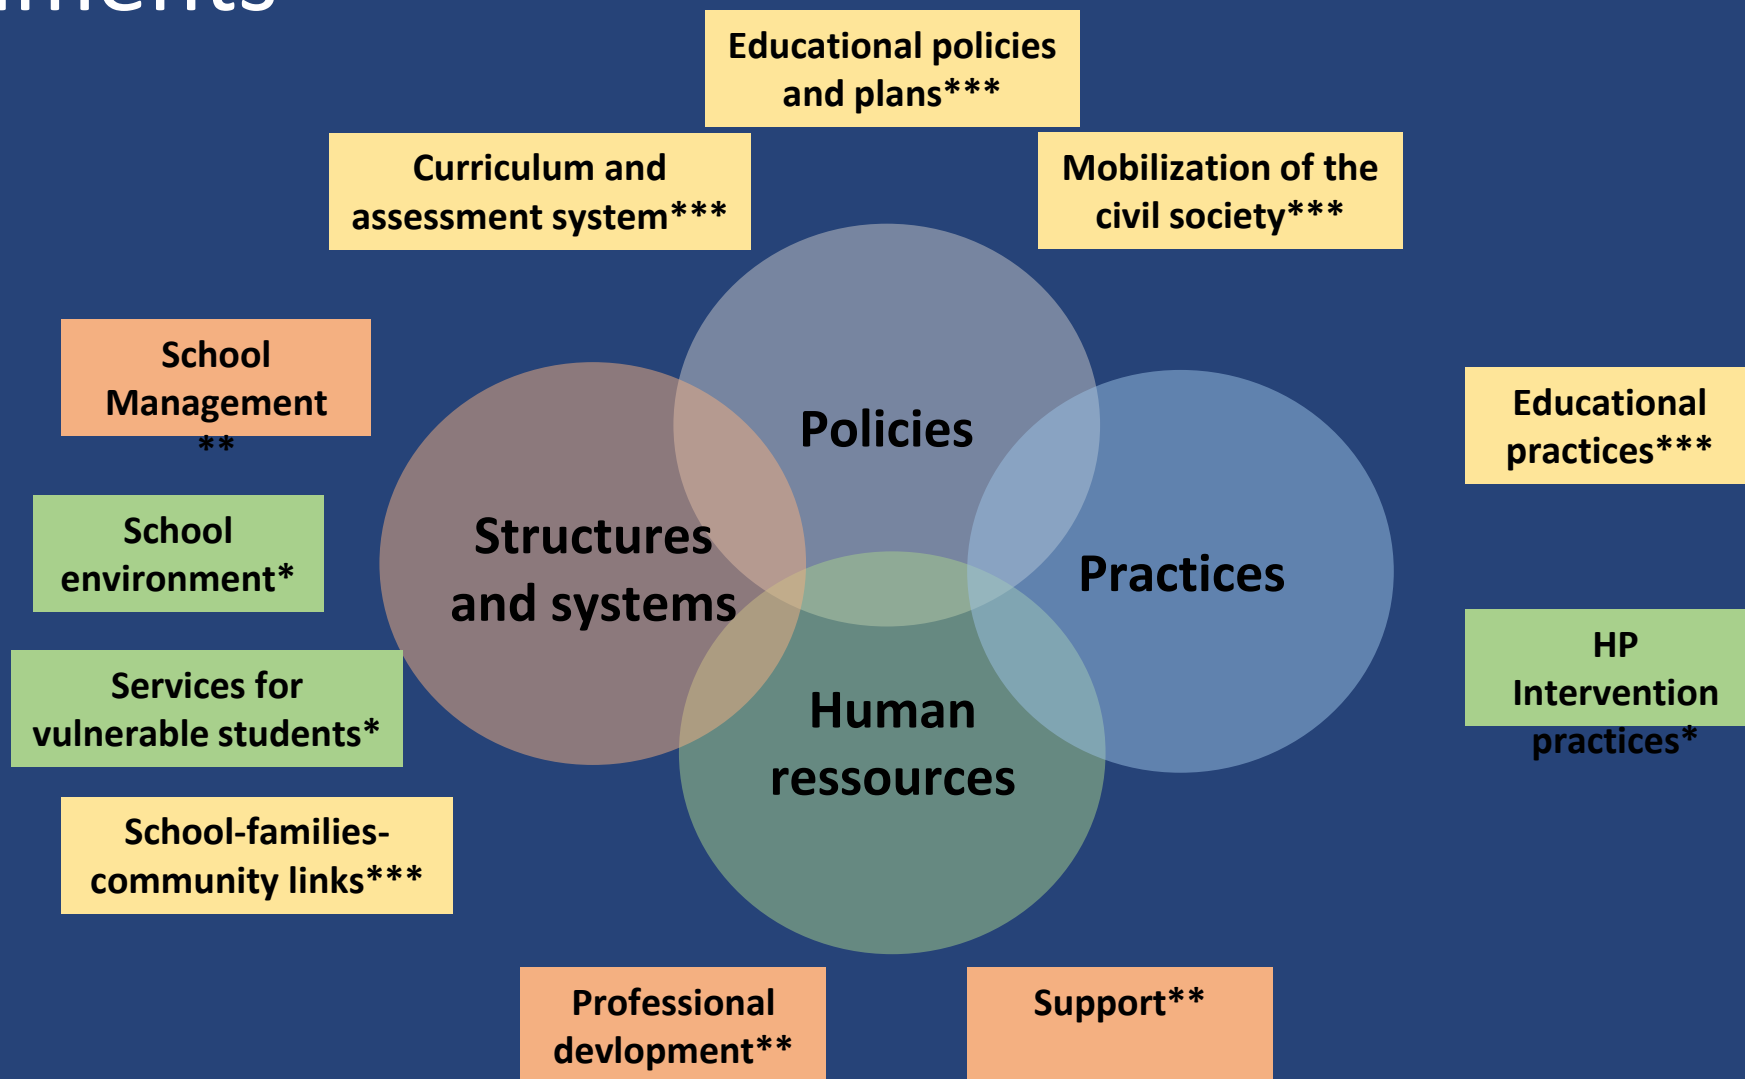 Educational policies
and plans***
Curriculum and
assessment system***
Mobilization of the
civil society***
School
Management
**
Policies
Educational
practices***
School
environment*
Structures
and systems
Practices
Services for
vulnerable students*
HP
Intervention
practices*
Human
ressources
School-families-
community links***
Professional
devlopment**
Support**